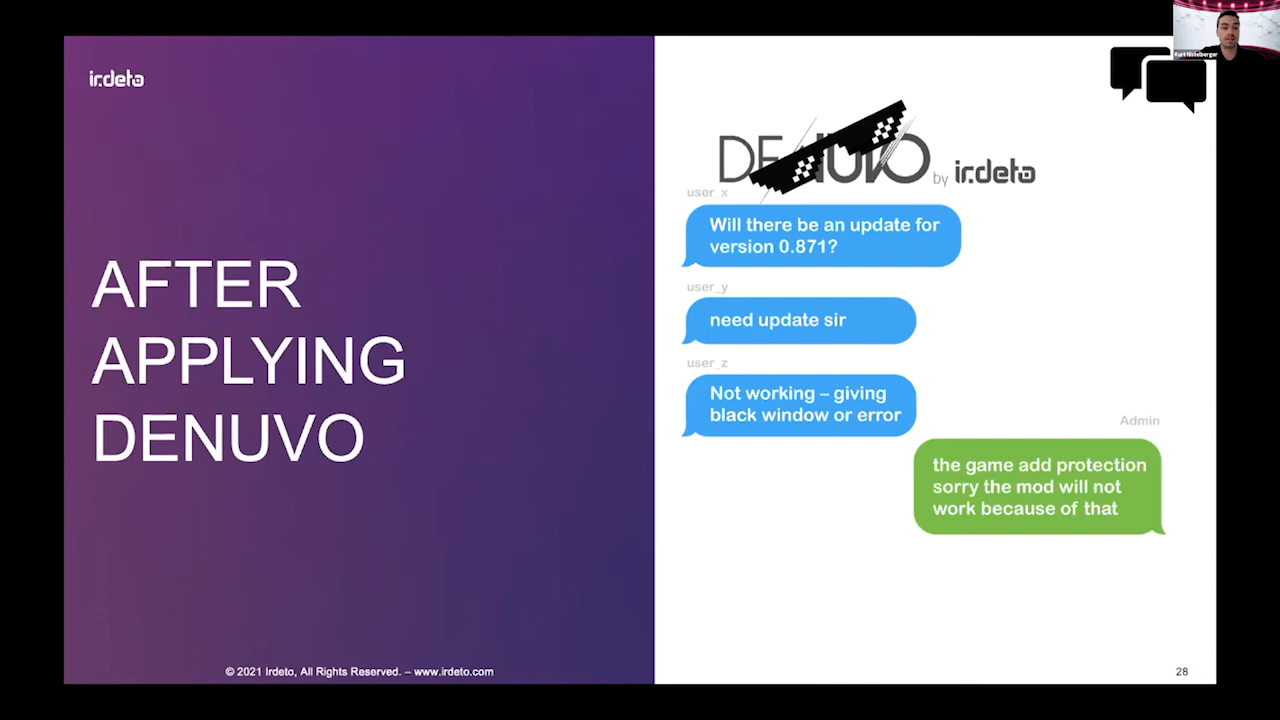 irdeto
AFTER
APPLYING
DENUVO
© 2021 Irdeto, All Rights Reserved. – www.irdeto.com
Kurt Nistelberger
DENUVO by irdeto
user_x
Will there be an update for
version 0.871?
user_y
need update sir
user_z
Not working – giving
black window or error
Admin
the game add protection
sorry the mod will not
work because of that
28